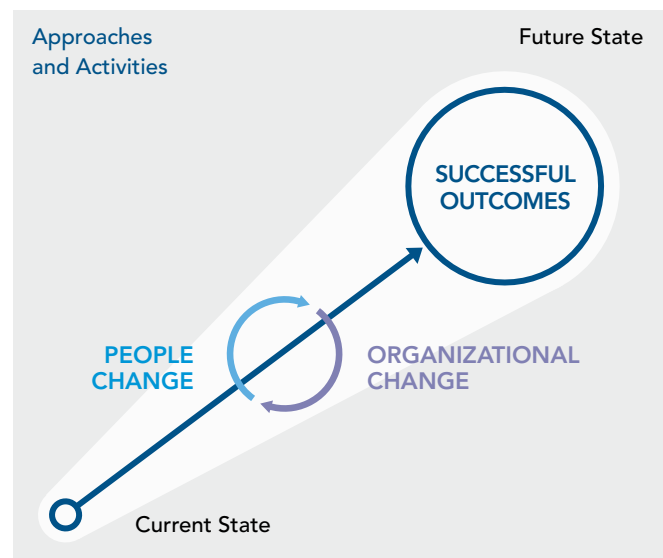 Approaches
and Activities
Future State
SUCCESSFUL
OUTCOMES
PEOPLE
CHANGE
ORGANIZATIONAL
CHANGE
Current State